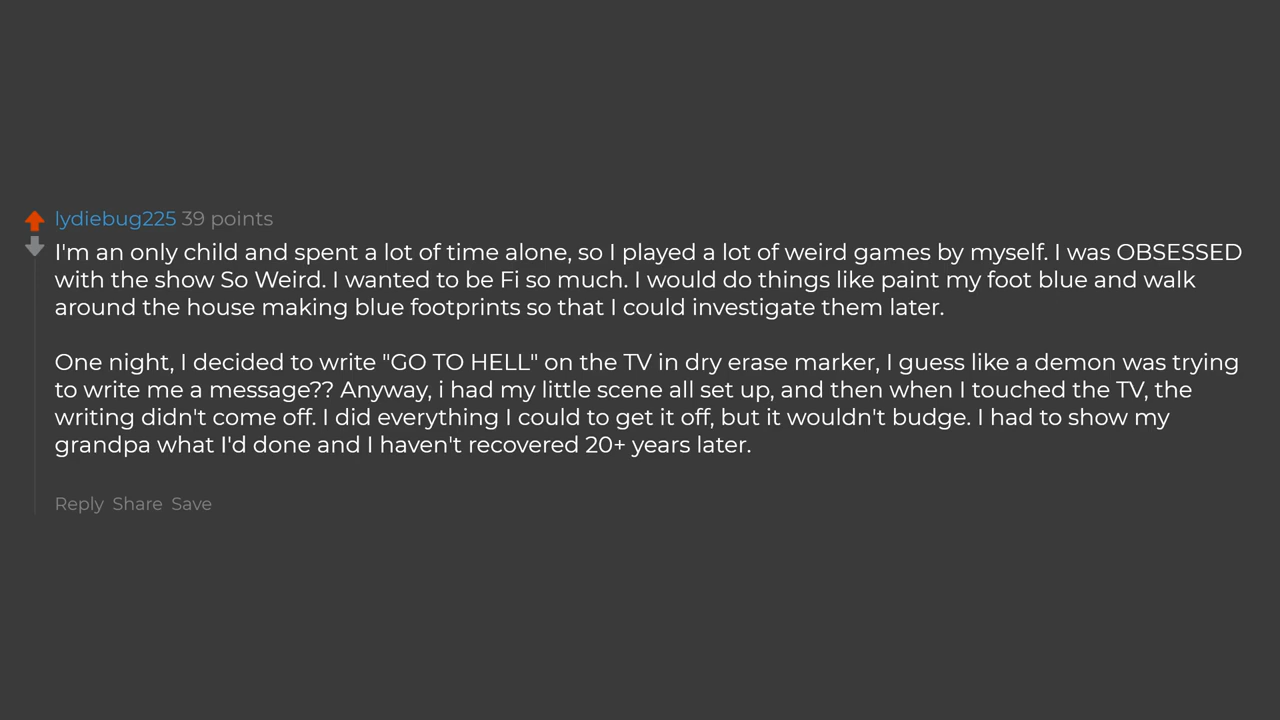 lydiebug225 39 points
I'm an only child and spent a lot of time alone, so I played a lot of weird games by myself. I was OBSESSED
with the show So Weird. I wanted to be Fi so much. I would do things like paint my foot blue and walk
around the house making blue footprints so that I could investigate them later.
One night, I decided to write "GO TO HELL" on the TV in dry erase marker, I guess like a demon was trying
to write me a message?? Anyway, i had my little scene all set up, and then when I touched the TV, the
writing didn't come off. I did everything I could to get it off, but it wouldn't budge. I had to show my
grandpa what I'd done and I haven't recovered 20+ years later.
Reply Share Save